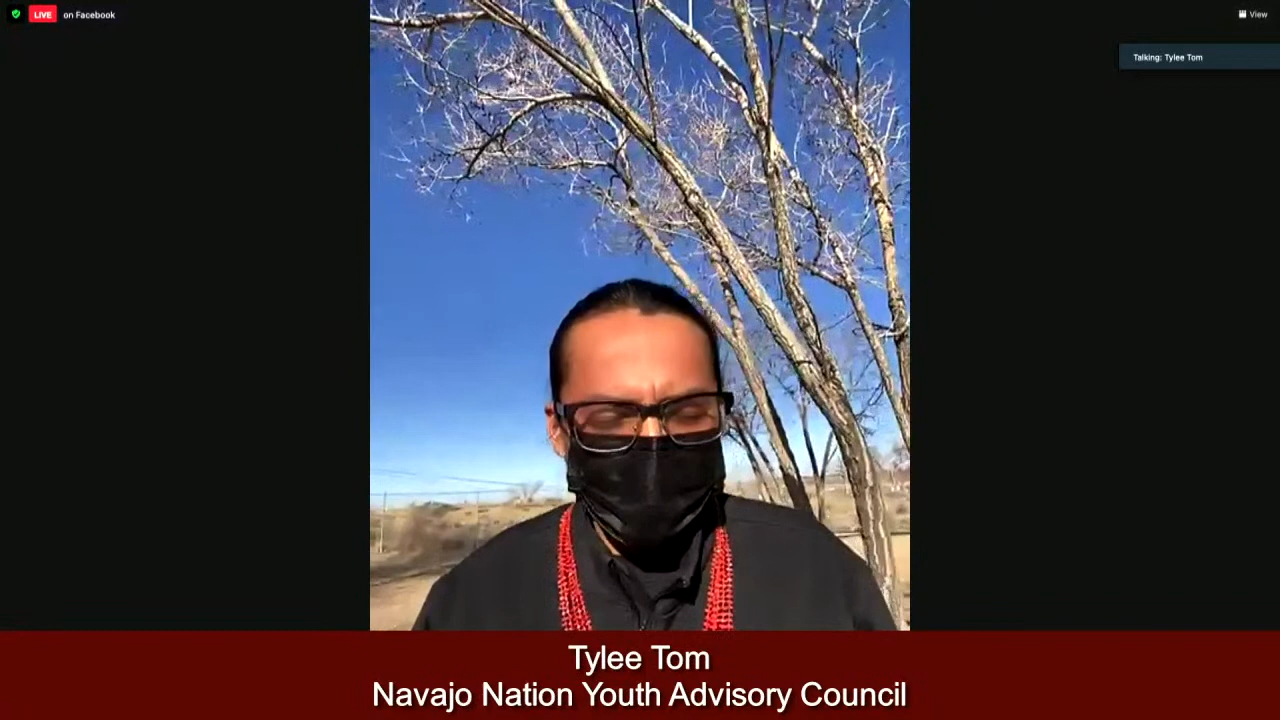 LIVE on Facebook
View
Talking: Tylee Tom
Tylee Tom
Navajo Nation Youth Advisory Council